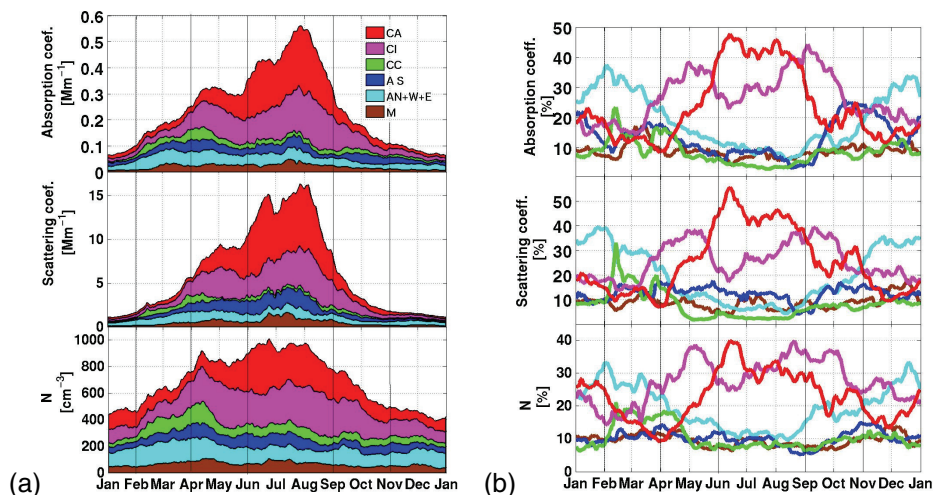 Absorption coef.
[Mm⁻¹]
0.6
0.5
0.4
0.3
0.2
0.1
0
CA
CI
CC
A S
AN+W+E
M
Scattering coef.
[Mm⁻¹]
15
10
5
0
N
[cm⁻³]
1000
800
600
400
200
0
Jan Feb Mar Apr May Jun Jul Aug Sep Oct Nov Dec Jan
(a)
(b)
Absorption coeff.
[%]
50
40
30
20
10
Scattering coeff.
[%]
50
40
30
20
10
N
[%]
40
30
20
10
0
Jan Feb Mar Apr May Jun Jul Aug Sep Oct Nov Dec Jan